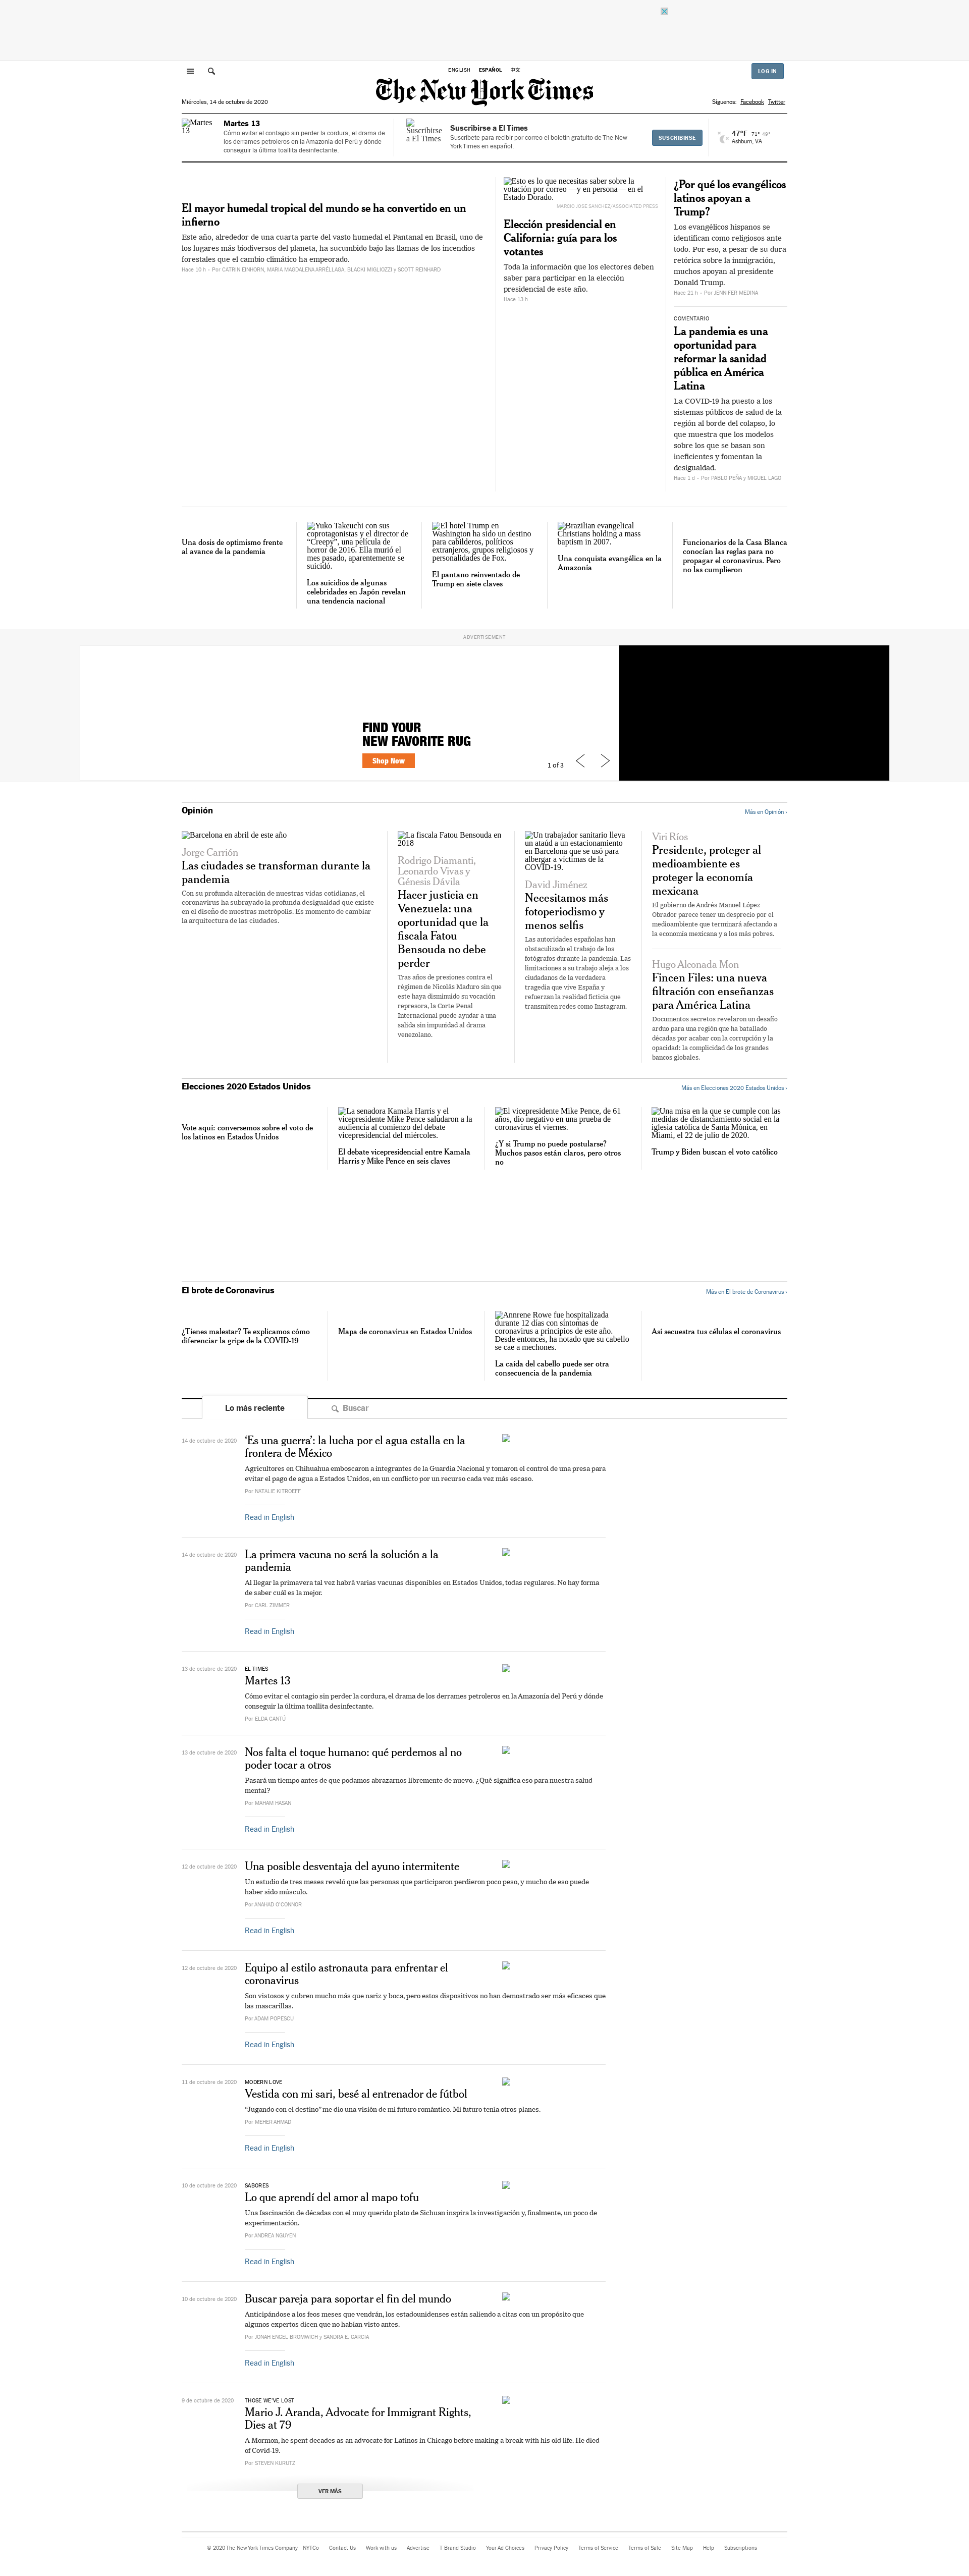 ENGLISH ESPAÑOL 中文
LOG IN
The New York Times
Miércoles, 14 de octubre de 2020
Síguenos: Facebook Twitter
Martes 13
Martes 13
Cómo evitar el contagio sin perder la cordura, el drama de
los derrames petroleros en la Amazonía del Perú y dónde
conseguir la última toallita desinfectante.
Suscribirse
a El Times
Suscribirse a El Times
Suscríbete para recibir por correo el boletín gratuito de The New
York Times en español.
SUSCRIBIRSE
47°F 71°
Ashburn, VA
El mayor humedal tropical del mundo se ha convertido en un
infierno
Este año, alrededor de una cuarta parte del vasto humedal el Pantanal en Brasil, uno de
los lugares más biodiversos del planeta, ha sucumbido bajo las llamas de los incendios
forestales que el cambio climático ha empeorado.
Hace 10 h – Por CATRIN EINHORN, MARIA MAGDALENA ARRÉLLAGA, BLACKI MIGLIOZZI y SCOTT REINHARD
Esto es lo que necesitas saber sobre la
votación por correo —y en persona— en el
Estado Dorado.
MARCIO JOSE SANCHEZ/ASSOCIATED PRESS
Elección presidencial en
California: guía para los
votantes
Toda la información que los electores deben
saber para participar en la elección
presidencial de este año.
Hace 13 h
¿Por qué los evangélicos
latinos apoyan a
Trump?
Los evangélicos hispanos se
identifican como religiosos ante
todo. Por eso, a pesar de su dura
retórica sobre la inmigración,
muchos apoyan al presidente
Donald Trump.
Hace 21 h – Por JENNIFER MEDINA
COMENTARIO
La pandemia es una
oportunidad para
reformar la sanidad
pública en América
Latina
La COVID-19 ha puesto a los
sistemas públicos de salud de la
región al borde del colapso, lo
que muestra que los modelos
sobre los que se basan son
ineficientes y fomentan la
desigualdad.
Hace 1 d – Por PABLO PEÑA y MIGUEL LAGO
Una dosis de optimismo frente
al avance de la pandemia
Yuko Takeuchi con sus
coprotagonistas y el director de
“Creepy”, una película de
horror de 2016. Ella murió el
mes pasado, aparentemente se
suicidó.
Los suicidios de algunas
celebridades en Japón revelan
una tendencia nacional
El hotel Trump en
Washington ha sido un destino
para cabilderos, políticos
extranjeros, grupos religiosos y
personalidades de Fox.
El pantano reinventado de
Trump en siete claves
Brazilian evangelical
Christians holding a mass
baptism in 2007.
Una conquista evangélica en la
Amazonía
Funcionarios de la Casa Blanca
conocían las reglas para no
propagar el coronavirus. Pero
no las cumplieron
ADVERTISEMENT
FIND YOUR
NEW FAVORITE RUG
Shop Now
1 of 3
Opinión
Más en Opinión ›
Barcelona en abril de este año
Jorge Carrión
Las ciudades se transforman durante la
pandemia
Con su profunda alteración de nuestras vidas cotidianas, el
coronavirus ha subrayado la profunda desigualdad que existe
en el diseño de nuestras metrópolis. Es momento de cambiar
la arquitectura de las ciudades.
La fiscala Fatou Bensouda en
2018
Rodrigo Diamanti,
Leonardo Vivas y
Génesis Dávila
Hacer justicia en
Venezuela: una
oportunidad que la
fiscala Fatou
Bensouda no debe
perder
Tras años de presiones contra el
régimen de Nicolás Maduro sin que
este haya disminuido su vocación
represora, la Corte Penal
Internacional puede ayudar a una
salida sin impunidad al drama
venezolano.
Un trabajador sanitario lleva
un ataúd a un estacionamiento
en Barcelona que se usó para
albergar a víctimas de la
COVID-19.
David Jiménez
Necesitamos más
fotoperiodismo y
menos selfis
Las autoridades españolas han
obstaculizado el trabajo de los
fotógrafos durante la pandemia. Las
limitaciones a su trabajo aleja a los
ciudadanos de la verdadera
tragedia que vive España y
refuerzan la realidad ficticia que
transmiten redes como Instagram.
Viri Ríos
Presidente, proteger al
medioambiente es
proteger la economía
mexicana
El gobierno de Andrés Manuel López
Obrador parece tener un desprecio por el
medioambiente que terminará afectando a
la economía mexicana y a los más pobres.
Hugo Alconada Mon
Fincen Files: una nueva
filtración con enseñanzas
para América Latina
Documentos secretos revelaron un desafío
arduo para una región que ha batallado
décadas por acabar con la corrupción y la
opacidad: la complicidad de los grandes
bancos globales.
Elecciones 2020 Estados Unidos
Más en Elecciones 2020 Estados Unidos ›
Vote aquí: conversemos sobre el voto de
los latinos en Estados Unidos
La senadora Kamala Harris y el
vicepresidente Mike Pence saludaron a la
audiencia al comienzo del debate
vicepresidencial del miércoles.
El debate vicepresidencial entre Kamala
Harris y Mike Pence en seis claves
El vicepresidente Mike Pence, de 61
años, dio negativo en una prueba de
coronavirus el viernes.
¿Y si Trump no puede postularse?
Muchos pasos están claros, pero otros
no
Una misa en la que se cumple con las
medidas de distanciamiento social en la
iglesia católica de Santa Mónica, en
Miami, el 22 de julio de 2020.
Trump y Biden buscan el voto católico
El brote de Coronavirus
Más en El brote de Coronavirus ›
¿Tienes malestar? Te explicamos cómo
diferenciar la gripe de la COVID-19
Mapa de coronavirus en Estados Unidos
Annrene Rowe fue hospitalizada
durante 12 días con síntomas de
coronavirus a principios de este año.
Desde entonces, ha notado que su cabello
se cae a mechones.
La caída del cabello puede ser otra
consecuencia de la pandemia
Así secuestra tus células el coronavirus
Lo más reciente
Buscar
14 de octubre de 2020
‘Es una guerra’: la lucha por el agua estalla en la
frontera de México
Agricultores en Chihuahua emboscaron a integrantes de la Guardia Nacional y tomaron el control de una presa para
evitar el pago de agua a Estados Unidos, en un conflicto por un recurso cada vez más escaso.
Por NATALIE KITROEFF
Read in English
14 de octubre de 2020
La primera vacuna no será la solución a la
pandemia
Al llegar la primavera tal vez habrá varias vacunas disponibles en Estados Unidos, todas regulares. No hay forma
de saber cuál es la mejor.
Por CARL ZIMMER
Read in English
13 de octubre de 2020
EL TIMES
Martes 13
Cómo evitar el contagio sin perder la cordura, el drama de los derrames petroleros en la Amazonía del Perú y dónde
conseguir la última toallita desinfectante.
Por ELDA CANTÚ
13 de octubre de 2020
Nos falta el toque humano: qué perdemos al no
poder tocar a otros
Pasará un tiempo antes de que podamos abrazarnos libremente de nuevo. ¿Qué significa eso para nuestra salud
mental?
Por MAHAM HASAN
Read in English
12 de octubre de 2020
Una posible desventaja del ayuno intermitente
Un estudio de tres meses reveló que las personas que participaron perdieron poco peso, y mucho de eso puede
haber sido músculo.
Por ANAHAD O’CONNOR
Read in English
12 de octubre de 2020
Equipo al estilo astronauta para enfrentar el
coronavirus
Son vistosos y cubren mucho más que nariz y boca, pero estos dispositivos no han demostrado ser más eficaces que
las mascarillas.
Por ADAM POPESCU
Read in English
11 de octubre de 2020
MODERN LOVE
Vestida con mi sari, besé al entrenador de fútbol
“Jugando con el destino” me dio una visión de mi futuro romántico. Mi futuro tenía otros planes.
Por MEHER AHMAD
Read in English
10 de octubre de 2020
SABORES
Lo que aprendí del amor al mapo tofu
Una fascinación de décadas con el muy querido plato de Sichuan inspira la investigación y, finalmente, un poco de
experimentación.
Por ANDREA NGUYEN
Read in English
10 de octubre de 2020
Buscar pareja para soportar el fin del mundo
Anticipándose a los feos meses que vendrán, los estadounidenses están saliendo a citas con un propósito que
algunos expertos dicen que no habían visto antes.
Por JONAH ENGEL BROMWICH y SANDRA E. GARCIA
Read in English
9 de octubre de 2020
THOSE WE’VE LOST
Mario J. Aranda, Advocate for Immigrant Rights,
Dies at 79
A Mormon, he spent decades as an advocate for Latinos in Chicago before making a break with his old life. He died
of Covid-19.
Por STEVEN KURUTZ
VER MÁS
© 2020 The New York Times Company NYTCo Contact Us Work with us Advertise T Brand Studio Your Ad Choices Privacy Policy Terms of Service Terms of Sale Site Map Help Subscriptions